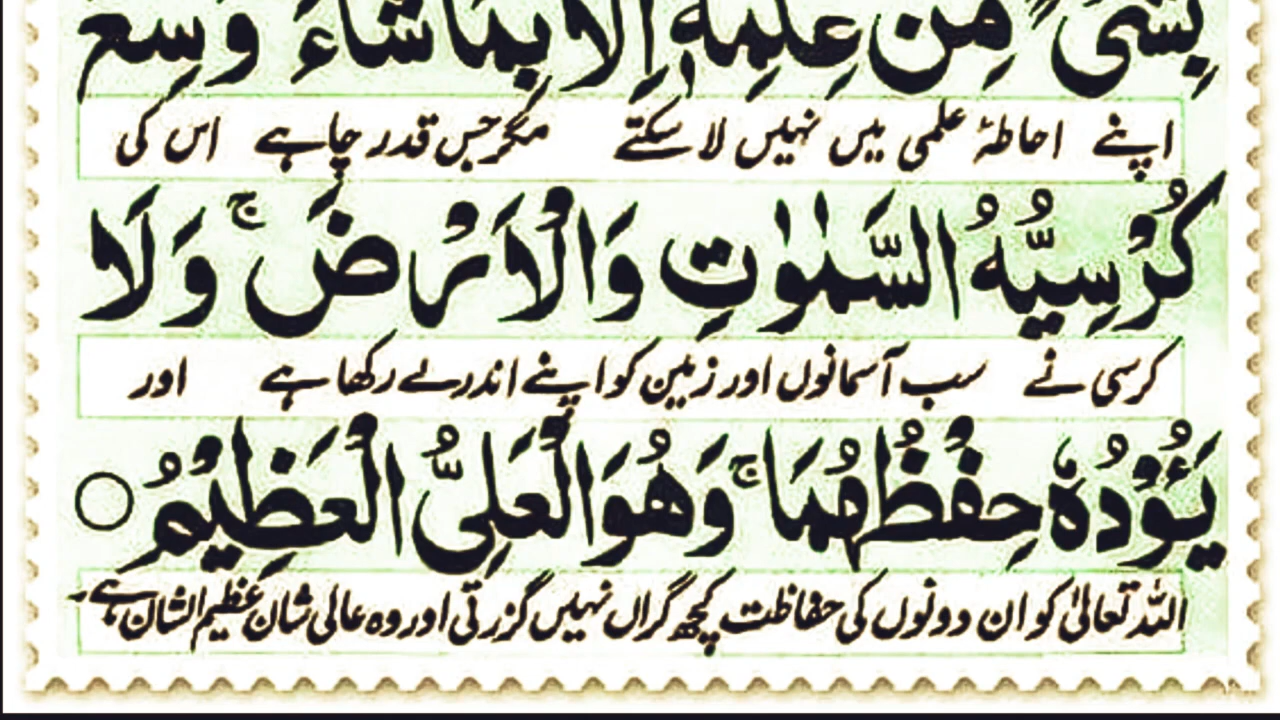 بِشَیْءٍ مِّنْ عِلْمِهٖۤ اِلَّا بِمَا شَآءَ وَسِعَ
اپنے احاطۂ علمی میں نہیں لا سکتے مگر جس قدر چاہے اس کی
كُرْسِیُّهُ السَّمٰوٰتِ وَالْاَرْضَ ۚ وَلَا
کرسی نے سب آسمانوں اور زمین کو اپنے اندر لے رکھا ہے اور
یَـُٔوْدُهٗ حِفْظُهُمَا ۚ وَهُوَ الْعَلِیُّ الْعَظِیْمُ ○
اللہ تعالیٰ کو ان دونوں کی حفاظت کچھ گراں نہیں گزرتی اور وہ عالی شان عظیم الشان ہے۔